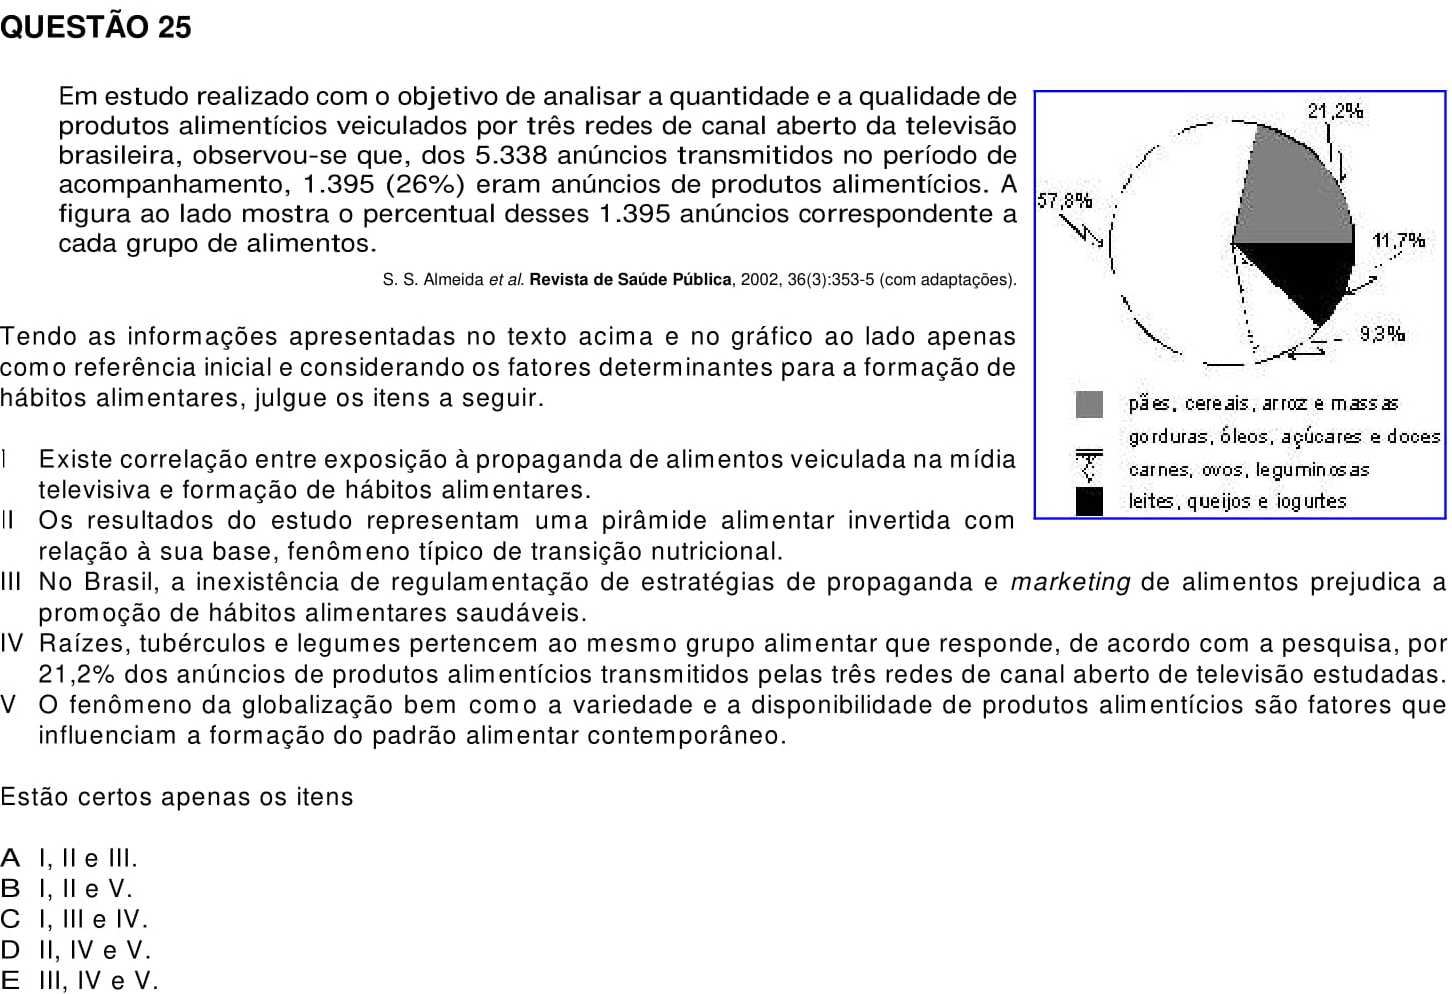 QUESTÃO 25
Em estudo realizado com o objetivo de analisar a quantidade e a qualidade de
produtos alimentícios veiculados por três redes de canal aberto da televisão
brasileira, observou-se que, dos 5.338 anúncios transmitidos no período de
acompanhamento, 1.395 (26%) eram anúncios de produtos alimentícios. A
figura ao lado mostra o percentual desses 1.395 anúncios correspondente a
cada grupo de alimentos.
S. S. Almeida et al. Revista de Saúde Pública, 2002, 36(3):353-5 (com adaptações).
21,2%
57,8%
11,7%
9,3%
pães, cereais, arroz e massas
gorduras, óleos, açúcares e doces
carnes, ovos, leguminosas
leites, queijos e iogurtes
Tendo as informações apresentadas no texto acima e no gráfico ao lado apenas
como referência inicial e considerando os fatores determinantes para a formação de
hábitos alimentares, julgue os itens a seguir.
I Existe correlação entre exposição à propaganda de alimentos veiculada na mídia
televisiva e formação de hábitos alimentares.
II Os resultados do estudo representam uma pirâmide alimentar invertida com
relação à sua base, fenômeno típico de transição nutricional.
III No Brasil, a inexistência de regulamentação de estratégias de propaganda e marketing de alimentos prejudica a
promoção de hábitos alimentares saudáveis.
IV Raízes, tubérculos e legumes pertencem ao mesmo grupo alimentar que responde, de acordo com a pesquisa, por
21,2% dos anúncios de produtos alimentícios transmitidos pelas três redes de canal aberto de televisão estudadas.
V O fenômeno da globalização bem como a variedade e a disponibilidade de produtos alimentícios são fatores que
influenciam a formação do padrão alimentar contemporâneo.
Estão certos apenas os itens
A I, II e III.
B I, II e V.
C I, III e IV.
D II, IV e V.
E III, IV e V.